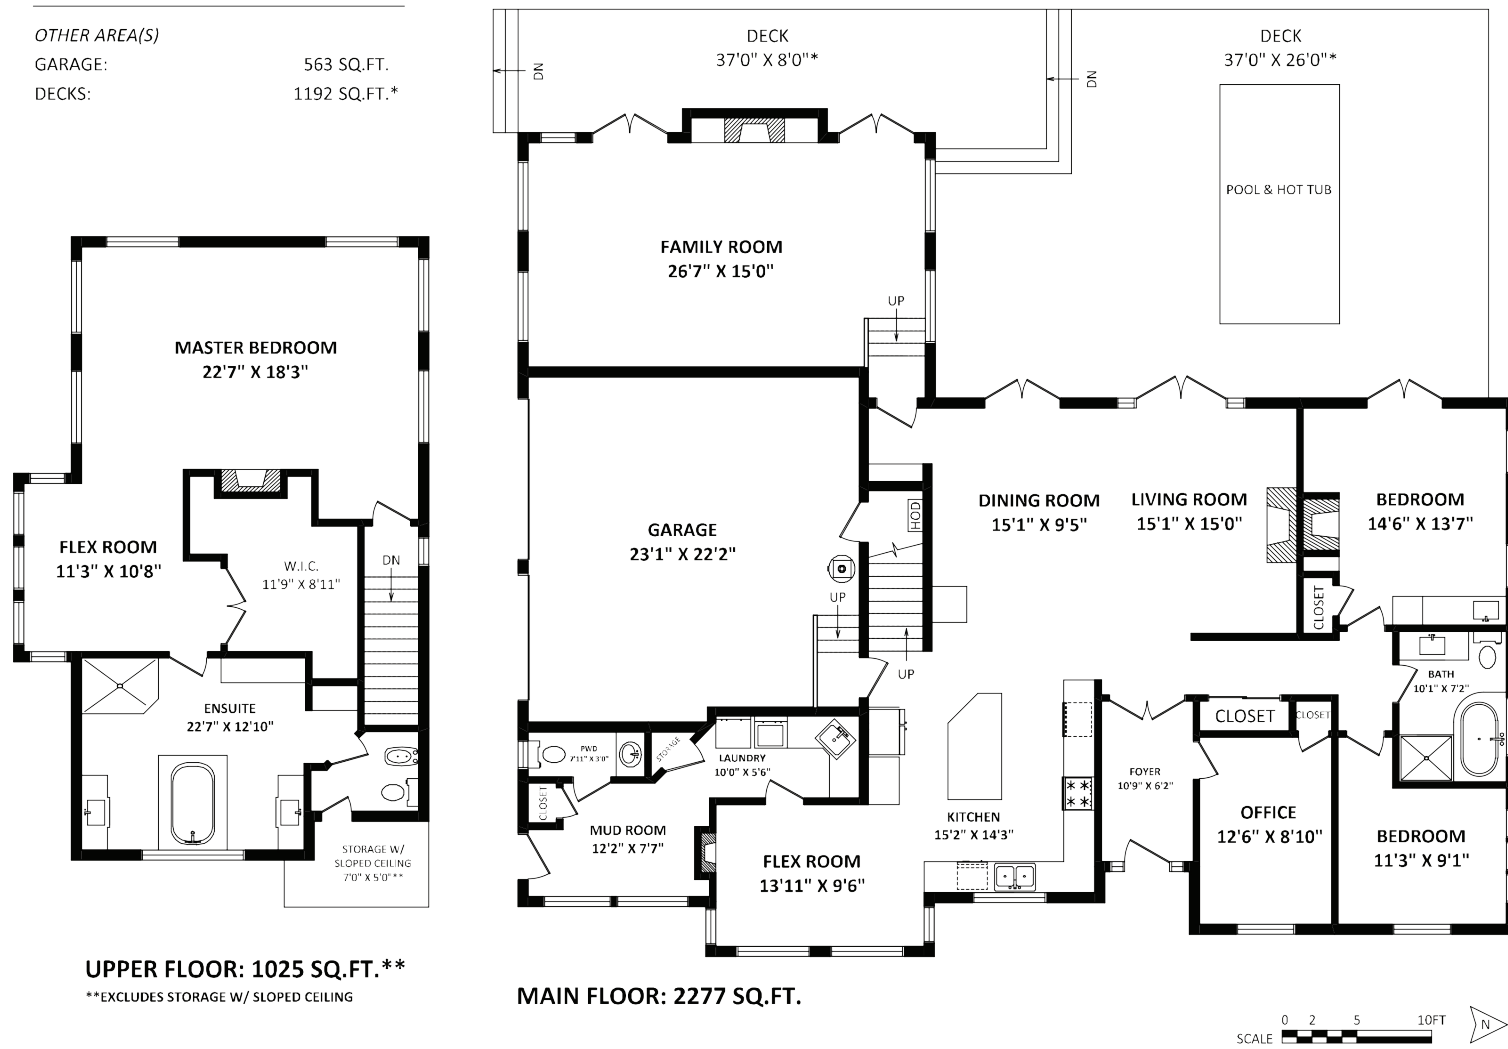 OTHER AREA(S)
GARAGE: 563 SQ.FT.
DECKS: 1192 SQ.FT.*
DECK
37'0" X 8'0"*
DN
DN
DECK
37'0" X 26'0"*
POOL & HOT TUB
FAMILY ROOM
26'7" X 15'0"
UP
MASTER BEDROOM
22'7" X 18'3"
FLEX ROOM
11'3" X 10'8"
W.I.C.
11'9" X 8'11"
DN
ENSUITE
22'7" X 12'10"
STORAGE W/
SLOPED CEILING
7'0" X 5'0"**
UPPER FLOOR: 1025 SQ.FT.**
**EXCLUDES STORAGE W/ SLOPED CEILING
GARAGE
23'1" X 22'2"
UP
HOD
UP
DINING ROOM
15'1" X 9'5"
LIVING ROOM
15'1" X 15'0"
BEDROOM
14'6" X 13'7"
CLOSET
BATH
10'1" X 7'2"
CLOSET
CLOSET
PWD
7'11" X 3'0"
STORAGE
LAUNDRY
10'0" X 5'6"
CLOSET
MUD ROOM
12'2" X 7'7"
FLEX ROOM
13'11" X 9'6"
KITCHEN
15'2" X 14'3"
FOYER
10'9" X 6'2"
OFFICE
12'6" X 8'10"
BEDROOM
11'3" X 9'1"
MAIN FLOOR: 2277 SQ.FT.
0 2 5 10FT
SCALE
N